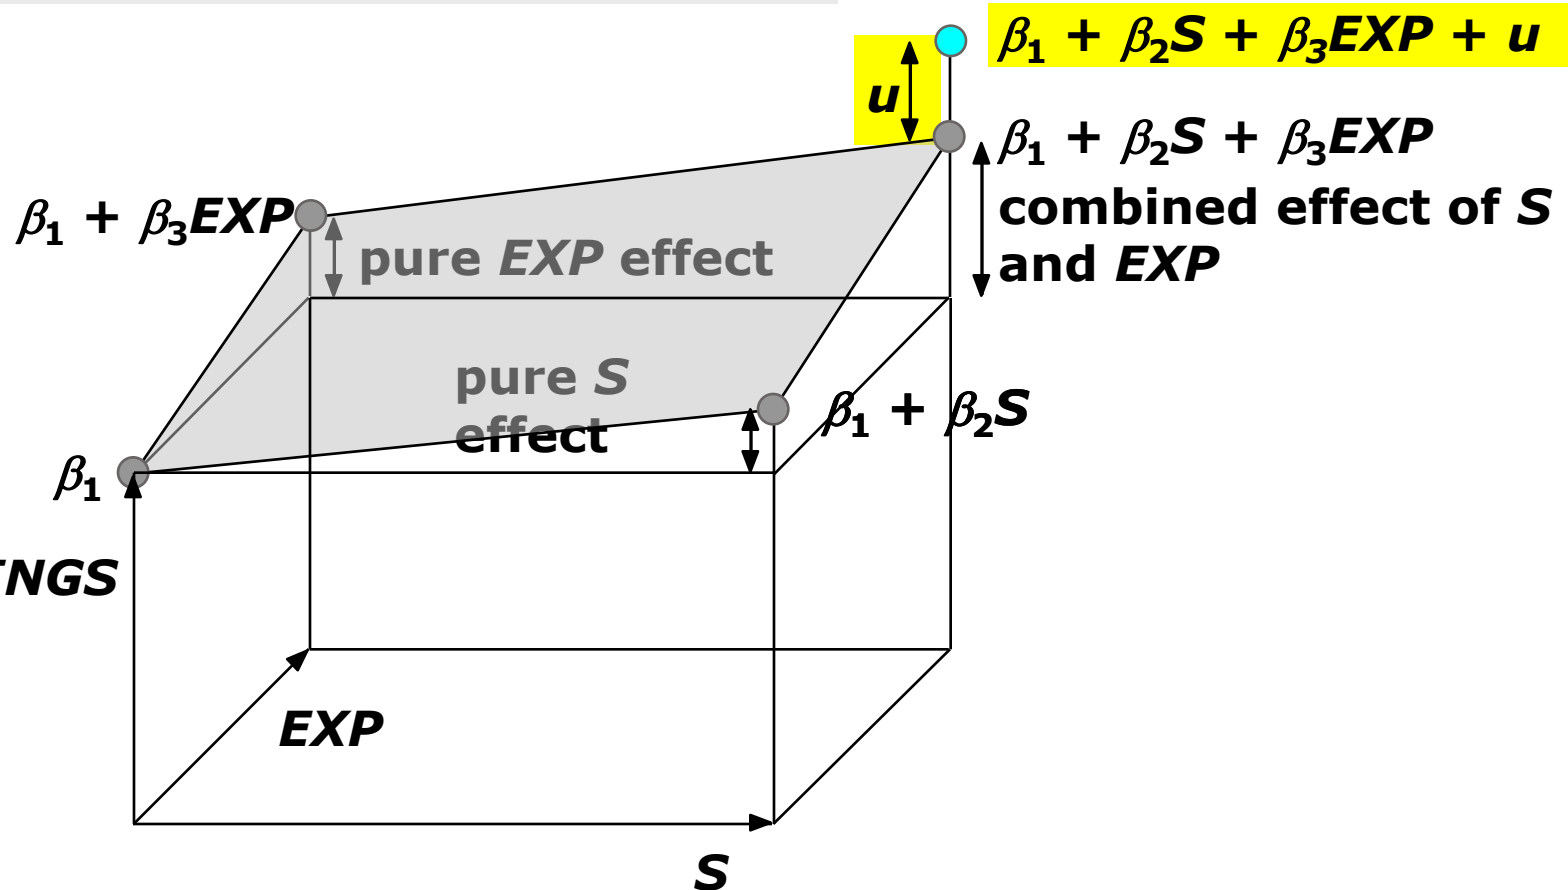 β₁ + β₂S + β₃EXP + u
u
β₁ + β₂S + β₃EXP
combined effect of S
and EXP
β₁ + β₃EXP
pure EXP effect
pure S
effect
β₁ + β₂S
β₁
NGS
EXP
S